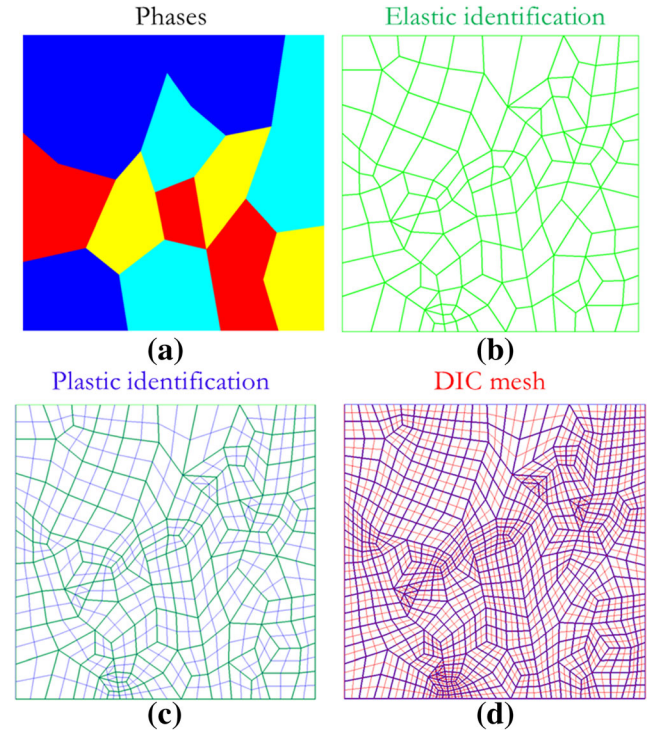 Phases
Elastic identification
(a)
(b)
Plastic identification
DIC mesh
(c)
(d)